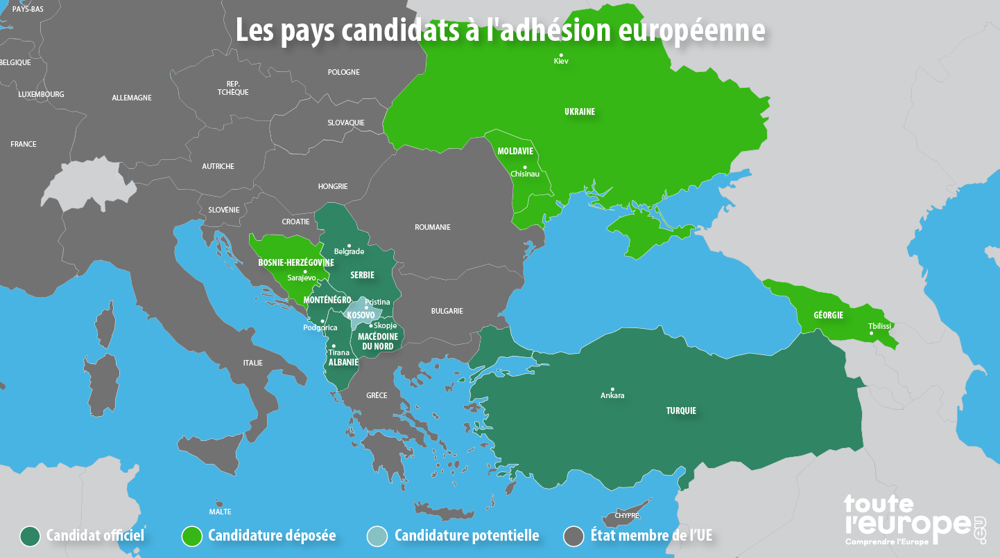 Les pays candidats à l'adhésion européenne
PAYS-BAS
BELGIQUE
LUXEMBOURG
ALLEMAGNE
REP.
TCHÈQUE
POLOGNE
Kiev
UKRAINE
SLOVAQUIE
FRANCE
AUTRICHE
MOLDAVIE
Chisinau
HONGRIE
SLOVÉNIE
CROATIE
ROUMANIE
Belgrade
BOSNIE-HERZÉGOVINE
Sarajevo
SERBIE
MONTÉNÉGRO
Pristina
KOSOVO
BULGARIE
GÉORGIE
Tbilissi
Podgorica
Skopje
MACÉDOINE
DU NORD
Tirana
ALBANIE
ITALIE
GRÈCE
Ankara
TURQUIE
MALTE
CHYPRE
Candidat officiel
Candidature déposée
Candidature potentielle
État membre de l’UE
toute
l'europe
.eu
Comprendre l'Europe